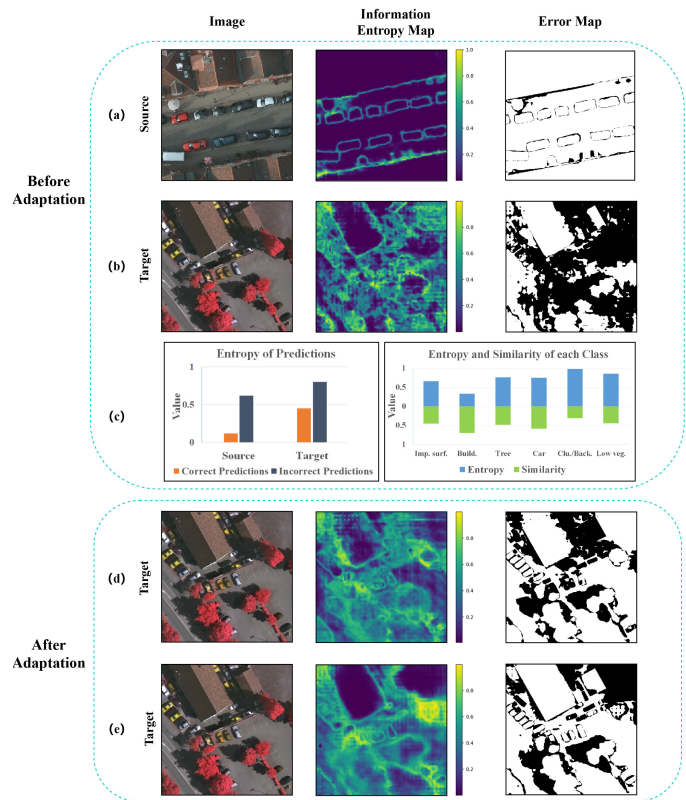 Image
Information
Entropy Map
Error Map
Before
Adaptation
(a)
Source
1.0
0.8
0.6
0.4
0.2
0.0
(b)
Target
0.8
0.6
0.4
0.2
(c)
Entropy of Predictions
Value
1
0.5
0
Source
Target
Correct Predictions
Incorrect Predictions
Entropy and Similarity of each Class
Value
1
0.5
0
0.5
1
Imp. surf.
Build.
Tree
Car
Clu./Back.
Low veg.
Entropy
Similarity
After
Adaptation
(d)
Target
0.8
0.6
0.4
0.2
(e)
Target
0.8
0.6
0.4
0.2